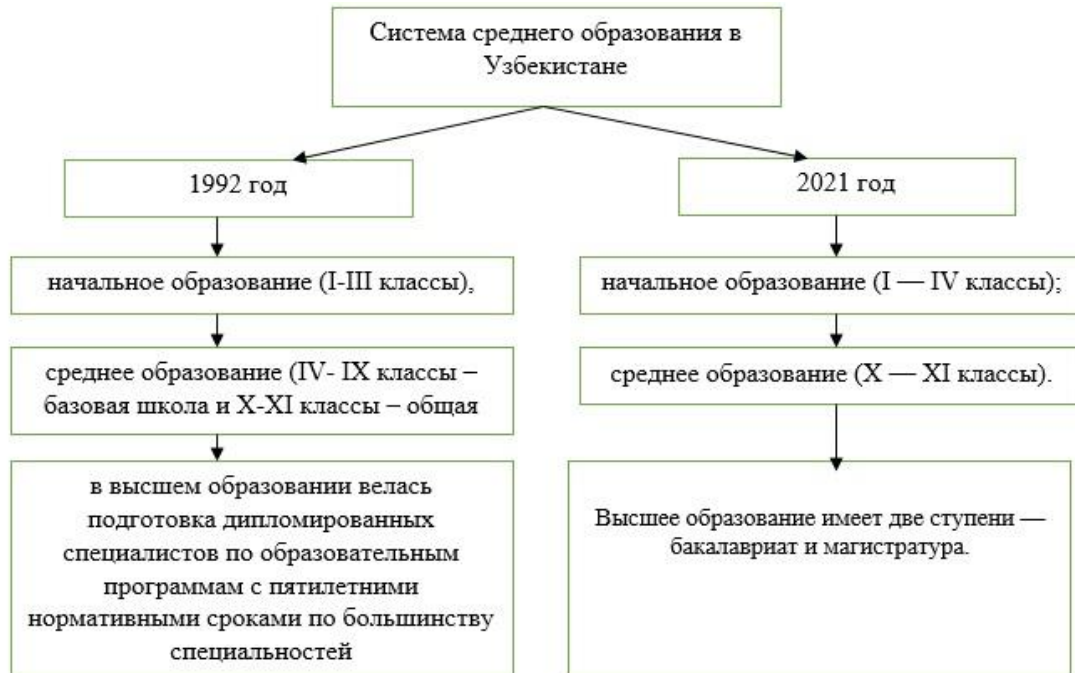 Система среднего образования в
Узбекистане
1992 год
2021 год
начальное образование (I-III классы),
начальное образование (I — IV классы);
среднее образование (IV- IX классы –
базовая школа и X-XI классы – общая
среднее образование (X — XI классы).
в высшем образовании велась
подготовка дипломированных
специалистов по образовательным
программам с пятилетними
нормативными сроками по большинству
специальностей
Высшее образование имеет две ступени —
бакалавриат и магистратура.